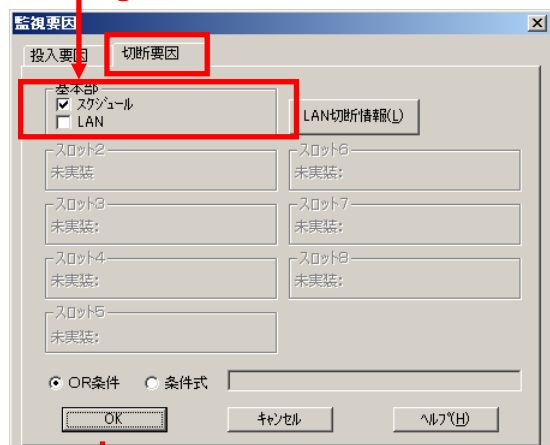 監視要因
投入要因 切断要因
基本部
スケジュール
LAN
LAN切断情報(L)
スロット2
未実装
スロット6
未実装:
スロット3
未実装:
スロット7
未実装:
スロット4
未実装:
スロット8
未実装:
スロット5
未実装:
OR条件 条件式
OK キャンセル ヘルプ(H)